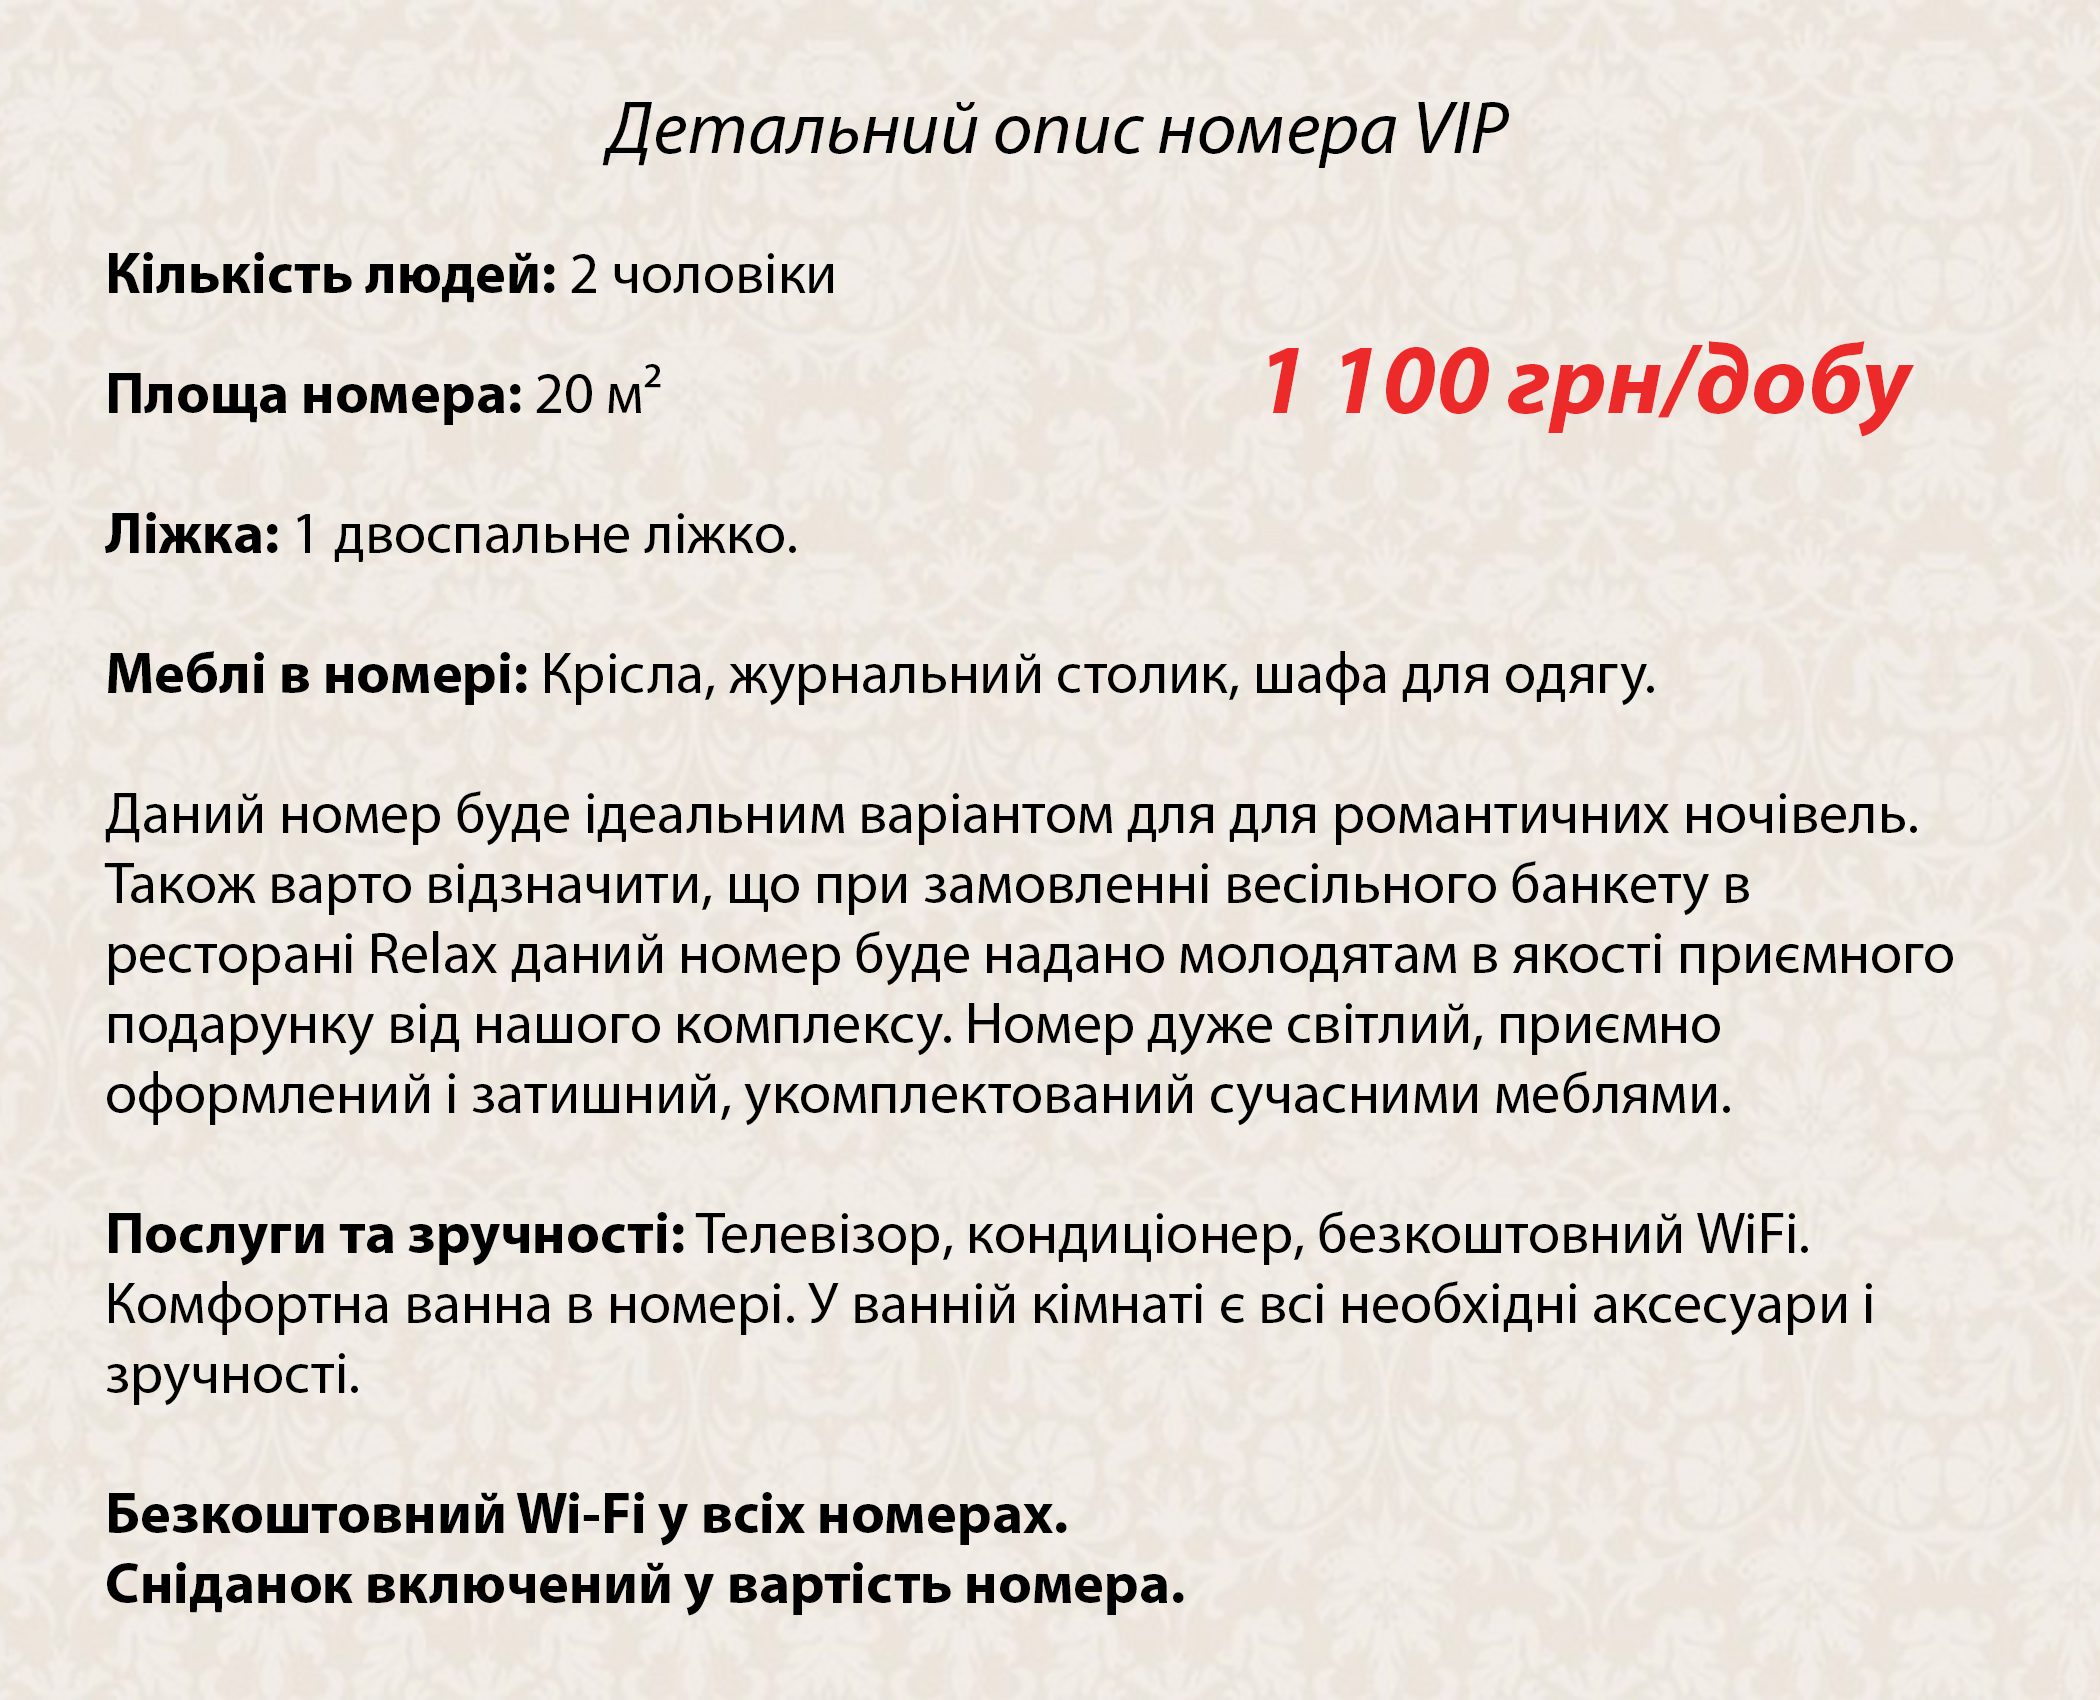 Детальний опис номера VIP
Кількість людей: 2 чоловіки
Площа номера: 20 м²
1 100 грн/добу
Ліжка: 1 двоспальне ліжко.
Меблі в номері: Крісла, журнальний столик, шафа для одягу.
Даний номер буде ідеальним варіантом для для романтичних ночівель.
Також варто відзначити, що при замовленні весільного банкету в
ресторані Relax даний номер буде надано молодятам в якості приємного
подарунку від нашого комплексу. Номер дуже світлий, приємно
оформлений і затишний, укомплектований сучасними меблями.
Послуги та зручності: Телевізор, кондиціонер, безкоштовний WiFi.
Комфортна ванна в номері. У ванній кімнаті є всі необхідні аксесуари і
зручності.
Безкоштовний Wi-Fi у всіх номерах.
Сніданок включений у вартість номера.